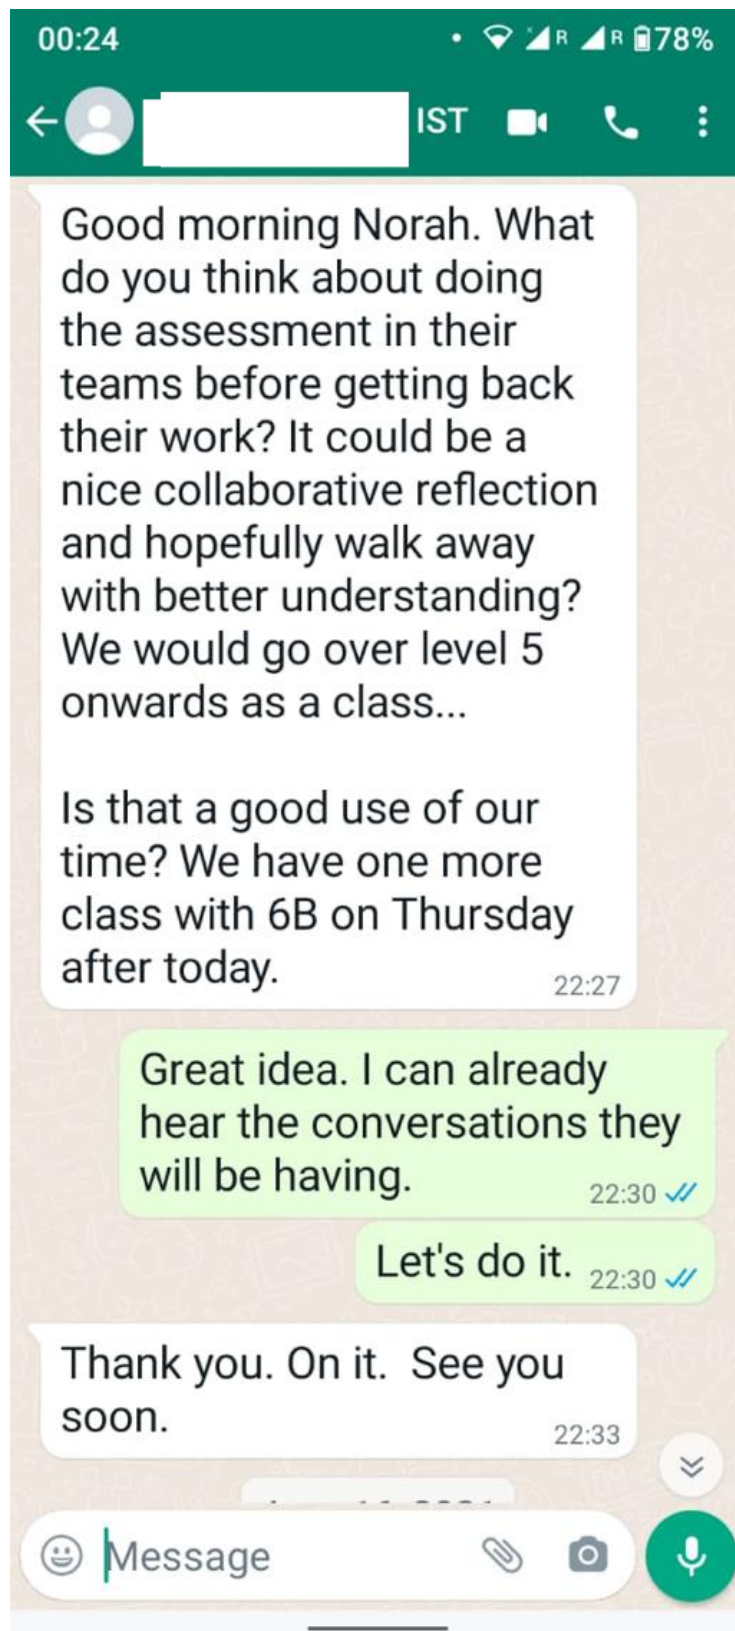 00:24
R R 78%
IST
Good morning Norah. What
do you think about doing
the assessment in their
teams before getting back
their work? It could be a
nice collaborative reflection
and hopefully walk away
with better understanding?
We would go over level 5
onwards as a class...
Is that a good use of our
time? We have one more
class with 6B on Thursday
after today.
22:27
Great idea. I can already
hear the conversations they
will be having.
22:30
Let's do it. 22:30
Thank you. On it. See you
soon.
22:33
Message